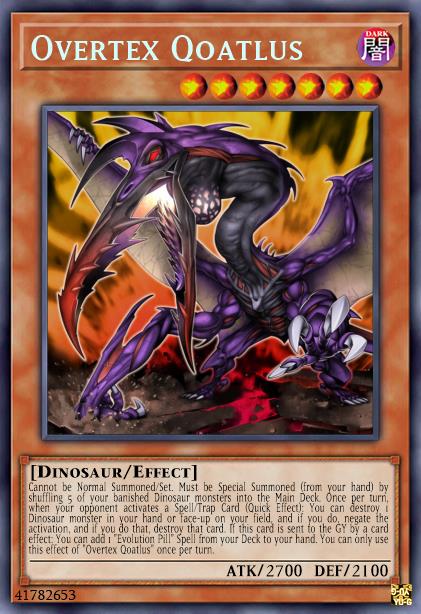 Overtex Qoatlus
DARK
闇
[Dinosaur/Effect]
Cannot be Normal Summoned/Set. Must be Special Summoned (from your hand) by
shuffling 5 of your banished Dinosaur monsters into the Main Deck. Once per turn,
when your opponent activates a Spell/Trap Card (Quick Effect): You can destroy 1
Dinosaur monster in your hand or face-up on your field, and if you do, negate the
activation, and if you do that, destroy that card. If this card is sent to the GY by a card
effect: You can add 1 "Evolution Pill" Spell from your Deck to your hand. You can only use
this effect of "Overtex Qoatlus" once per turn.
ATK/2700 DEF/2100
41782653